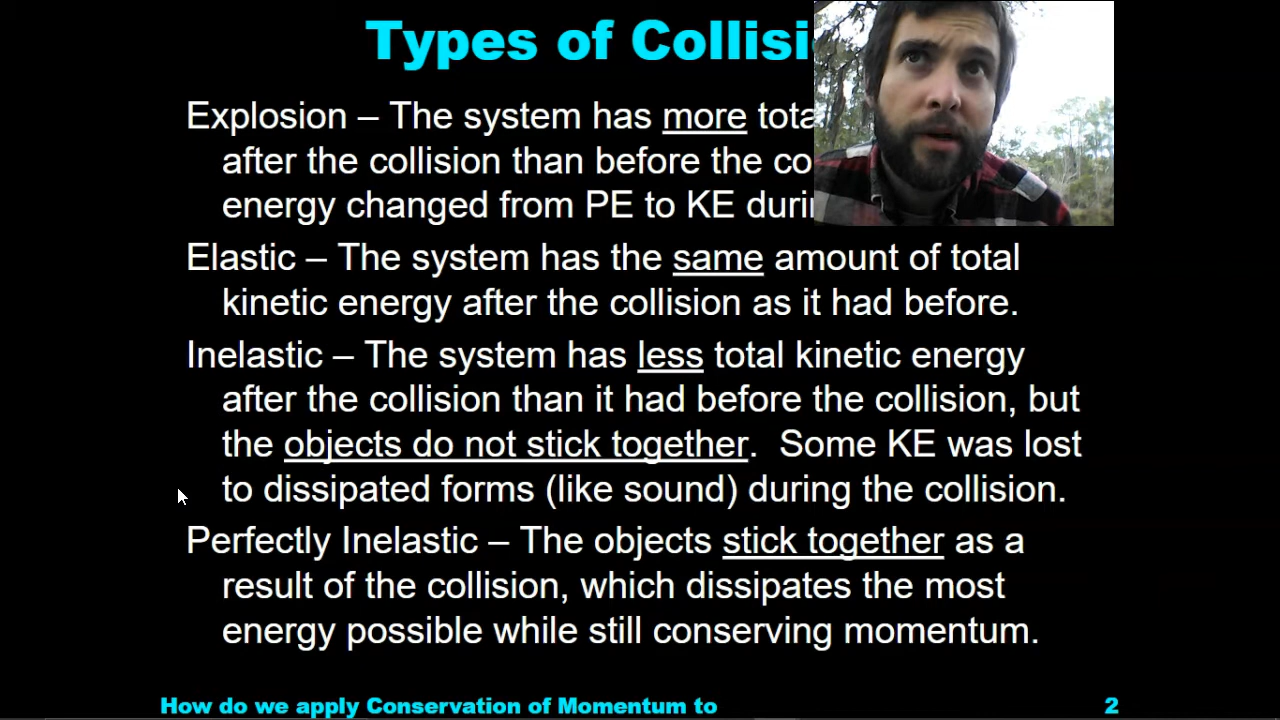 Types of Collisi
Explosion – The system has more tota
after the collision than before the co
energy changed from PE to KE duri
Elastic – The system has the same amount of total
kinetic energy after the collision as it had before.
Inelastic – The system has less total kinetic energy
after the collision than it had before the collision, but
the objects do not stick together.  Some KE was lost
to dissipated forms (like sound) during the collision.
Perfectly Inelastic – The objects stick together as a
result of the collision, which dissipates the most
energy possible while still conserving momentum.
How do we apply Conservation of Momentum to
2